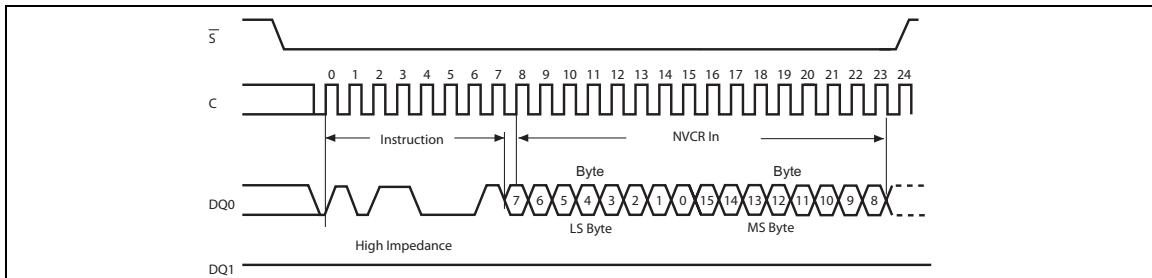 S
0 1 2 3 4 5 6 7 8 9 10 11 12 13 14 15 16 17 18 19 20 21 22 23 24
C
Instruction NVCR In
Byte Byte
DQ0 7 6 5 4 3 2 1 0 15 14 13 12 11 10 9 8
LS Byte MS Byte
High Impedance
DQ1